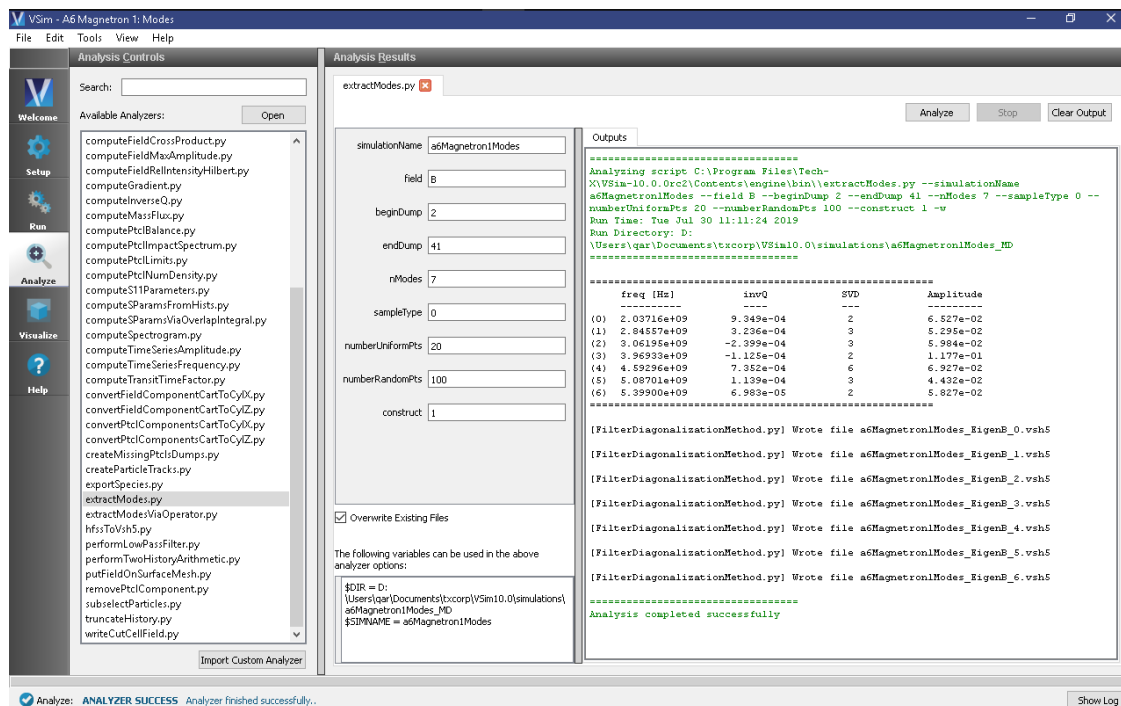 VSim - A6 Magnetron 1: Modes
File Edit Tools View Help
Analysis Controls
Analysis Results
Welcome
Setup
Run
Analyze
Visualize
Help
Search:
Available Analyzers:
Open
computeFieldCrossProduct.py
computeFieldMaxAmplitude.py
computeFieldRelIntensityHilbert.py
computeGradient.py
computeInverseQ.py
computeMassFlux.py
computePtclBalance.py
computePtclImpactSpectrum.py
computePtclLimits.py
computePtclNumDensity.py
computeS11Parameters.py
computeSParamsFromHists.py
computeSParamsViaOverlapIntegral.py
computeSpectrogram.py
computeTimeSeriesAmplitude.py
computeTimeSeriesFrequency.py
computeTransitTimeFactor.py
convertFieldComponentCartToCylX.py
convertFieldComponentCartToCylZ.py
convertPtclComponentsCartToCylX.py
convertPtclComponentsCartToCylZ.py
createMissingPtclsDumps.py
createParticleTracks.py
exportSpecies.py
extractModes.py
extractModesViaOperator.py
hfssToVsh5.py
performLowPassFilter.py
performTwoHistoryArithmetic.py
putFieldOnSurfaceMesh.py
removePtclComponent.py
subselectParticles.py
truncateHistory.py
writeCutCellField.py
Import Custom Analyzer
extractModes.py
Analyze Stop Clear Output
simulationName a6Magnetron1Modes
field B
beginDump 2
endDump 41
nModes 7
sampleType 0
numberUniformPts 20
numberRandomPts 100
construct 1
Overwrite Existing Files
The following variables can be used in the above
analyzer options:
$DIR = D:
\Users\qar\Documents\txcorp\VSim10.0\simulations\
a6Magnetron1Modes_MD
$SIMNAME = a6Magnetron1Modes
Outputs
==================================
Analyzing script C:\Program Files\Tech-
X\VSim-10.0.0rc2\Contents\engine\bin\\extractModes.py --simulationName
a6Magnetron1Modes --field B --beginDump 2 --endDump 41 --nModes 7 --sampleType 0 --
numberUniformPts 20 --numberRandomPts 100 --construct 1 -w
Run Time: Tue Jul 30 11:11:24 2019
Run Directory: D:
\Users\qar\Documents\txcorp\VSim10.0\simulations\a6Magnetron1Modes_MD
==================================
========================================================
freq [Hz] invQ SVD Amplitude
---------- ---- --- ---------
(0) 2.03716e+09 9.349e-04 2 6.527e-02
(1) 2.84557e+09 3.236e-04 3 5.295e-02
(2) 3.06195e+09 -2.399e-04 3 5.984e-02
(3) 3.96933e+09 -1.125e-04 2 1.177e-01
(4) 4.59296e+09 7.352e-04 6 6.927e-02
(5) 5.08701e+09 1.139e-04 3 4.432e-02
(6) 5.39900e+09 6.983e-05 2 5.827e-02
========================================================
[FilterDiagonalizationMethod.py] Wrote file a6Magnetron1Modes_EigenB_0.vsh5
[FilterDiagonalizationMethod.py] Wrote file a6Magnetron1Modes_EigenB_1.vsh5
[FilterDiagonalizationMethod.py] Wrote file a6Magnetron1Modes_EigenB_2.vsh5
[FilterDiagonalizationMethod.py] Wrote file a6Magnetron1Modes_EigenB_3.vsh5
[FilterDiagonalizationMethod.py] Wrote file a6Magnetron1Modes_EigenB_4.vsh5
[FilterDiagonalizationMethod.py] Wrote file a6Magnetron1Modes_EigenB_5.vsh5
[FilterDiagonalizationMethod.py] Wrote file a6Magnetron1Modes_EigenB_6.vsh5
==================================
Analysis completed successfully
Analyze: ANALYZER SUCCESS Analyzer finished successfully..
Show Log